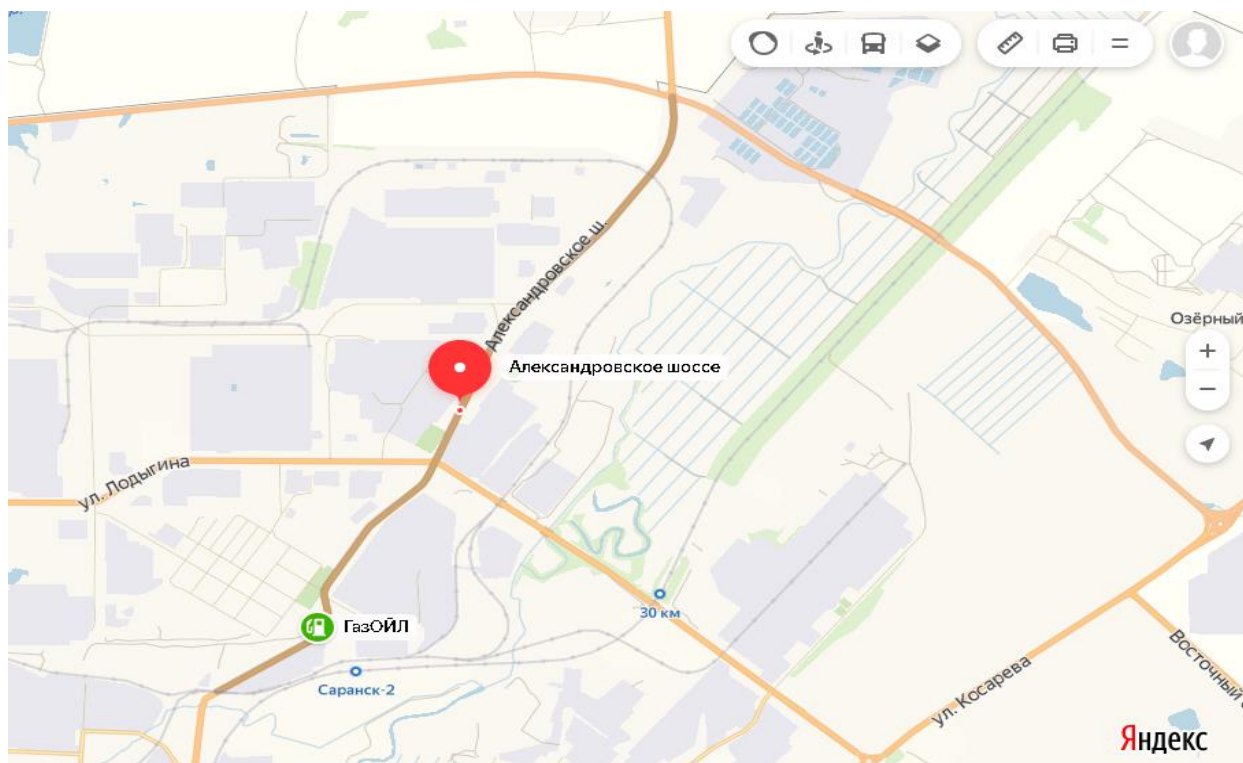 Александровское ш.
Озёрный
Александровское шоссе
ул. Лодыгина
30 км
ГазОЙЛ
Саранск-2
ул. Косарева
Восточный
Яндекс